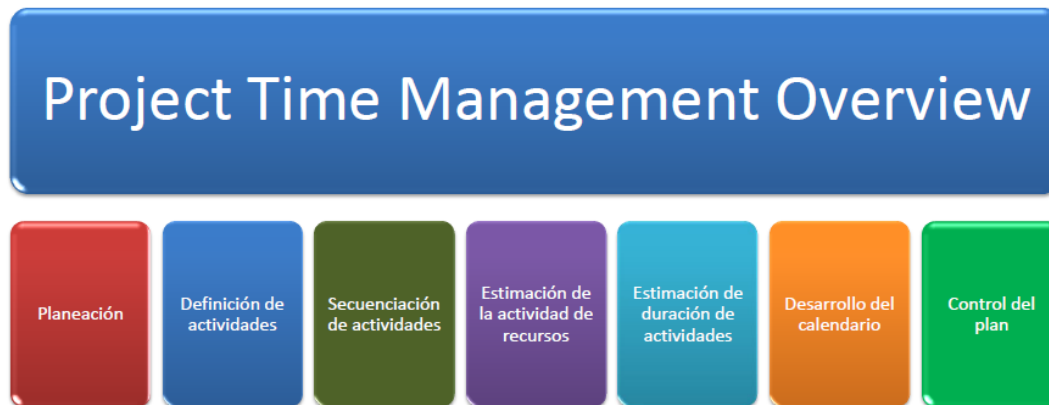 Project Time Management Overview
Planeación
Definición de
actividades
Secuenciación
de actividades
Estimación de
la actividad de
recursos
Estimación de
duración de
actividades
Desarrollo del
calendario
Control del
plan